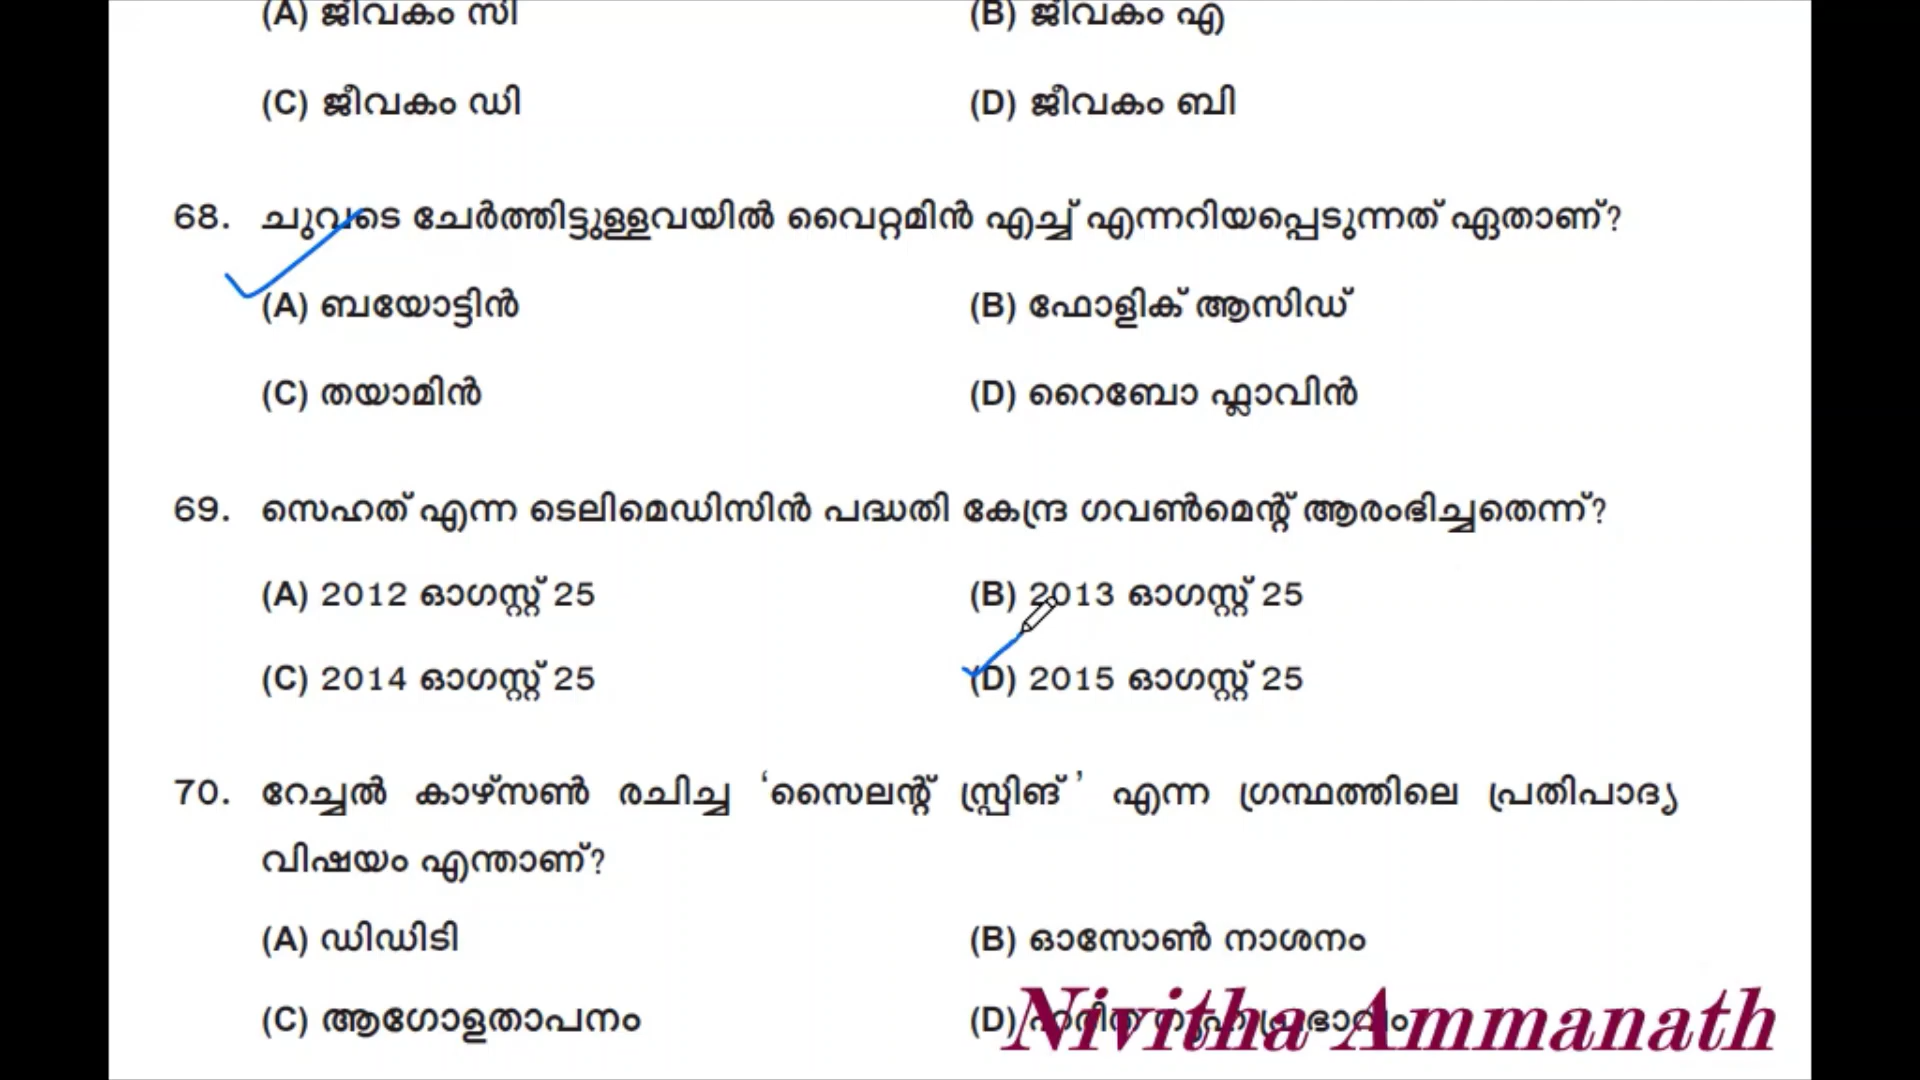 (A) ജീവകം സി (B) ജീവകം എ
(C) ജീവകം ഡി (D) ജീവകം ബി
68. ചുവടെ ചേർത്തിട്ടുള്ളവയിൽ വൈറ്റമിൻ എച്ച് എന്നറിയപ്പെടുന്നത് ഏതാണ്?
(A) ബയോട്ടിൻ (B) ഫോളിക് ആസിഡ്
(C) തയാമിൻ (D) റൈബോ ഫ്ലാവിൻ
69. സെഹത് എന്ന ടെലിമെഡിസിൻ പദ്ധതി കേന്ദ്ര ഗവൺമെന്റ് ആരംഭിച്ചതെന്ന്?
(A) 2012 ഓഗസ്റ്റ് 25 (B) 2013 ഓഗസ്റ്റ് 25
(C) 2014 ഓഗസ്റ്റ് 25 (D) 2015 ഓഗസ്റ്റ് 25
70. റേച്ചൽ കാഴ്സൺ രചിച്ച ‘സൈലന്റ് സ്പ്രിങ്’ എന്ന ഗ്രന്ഥത്തിലെ പ്രതിപാദ്യ
വിഷയം എന്താണ്?
(A) ഡിഡിടി (B) ഓസോൺ നാശനം
(C) ആഗോളതാപനം (D)
Nivitha Ammanath